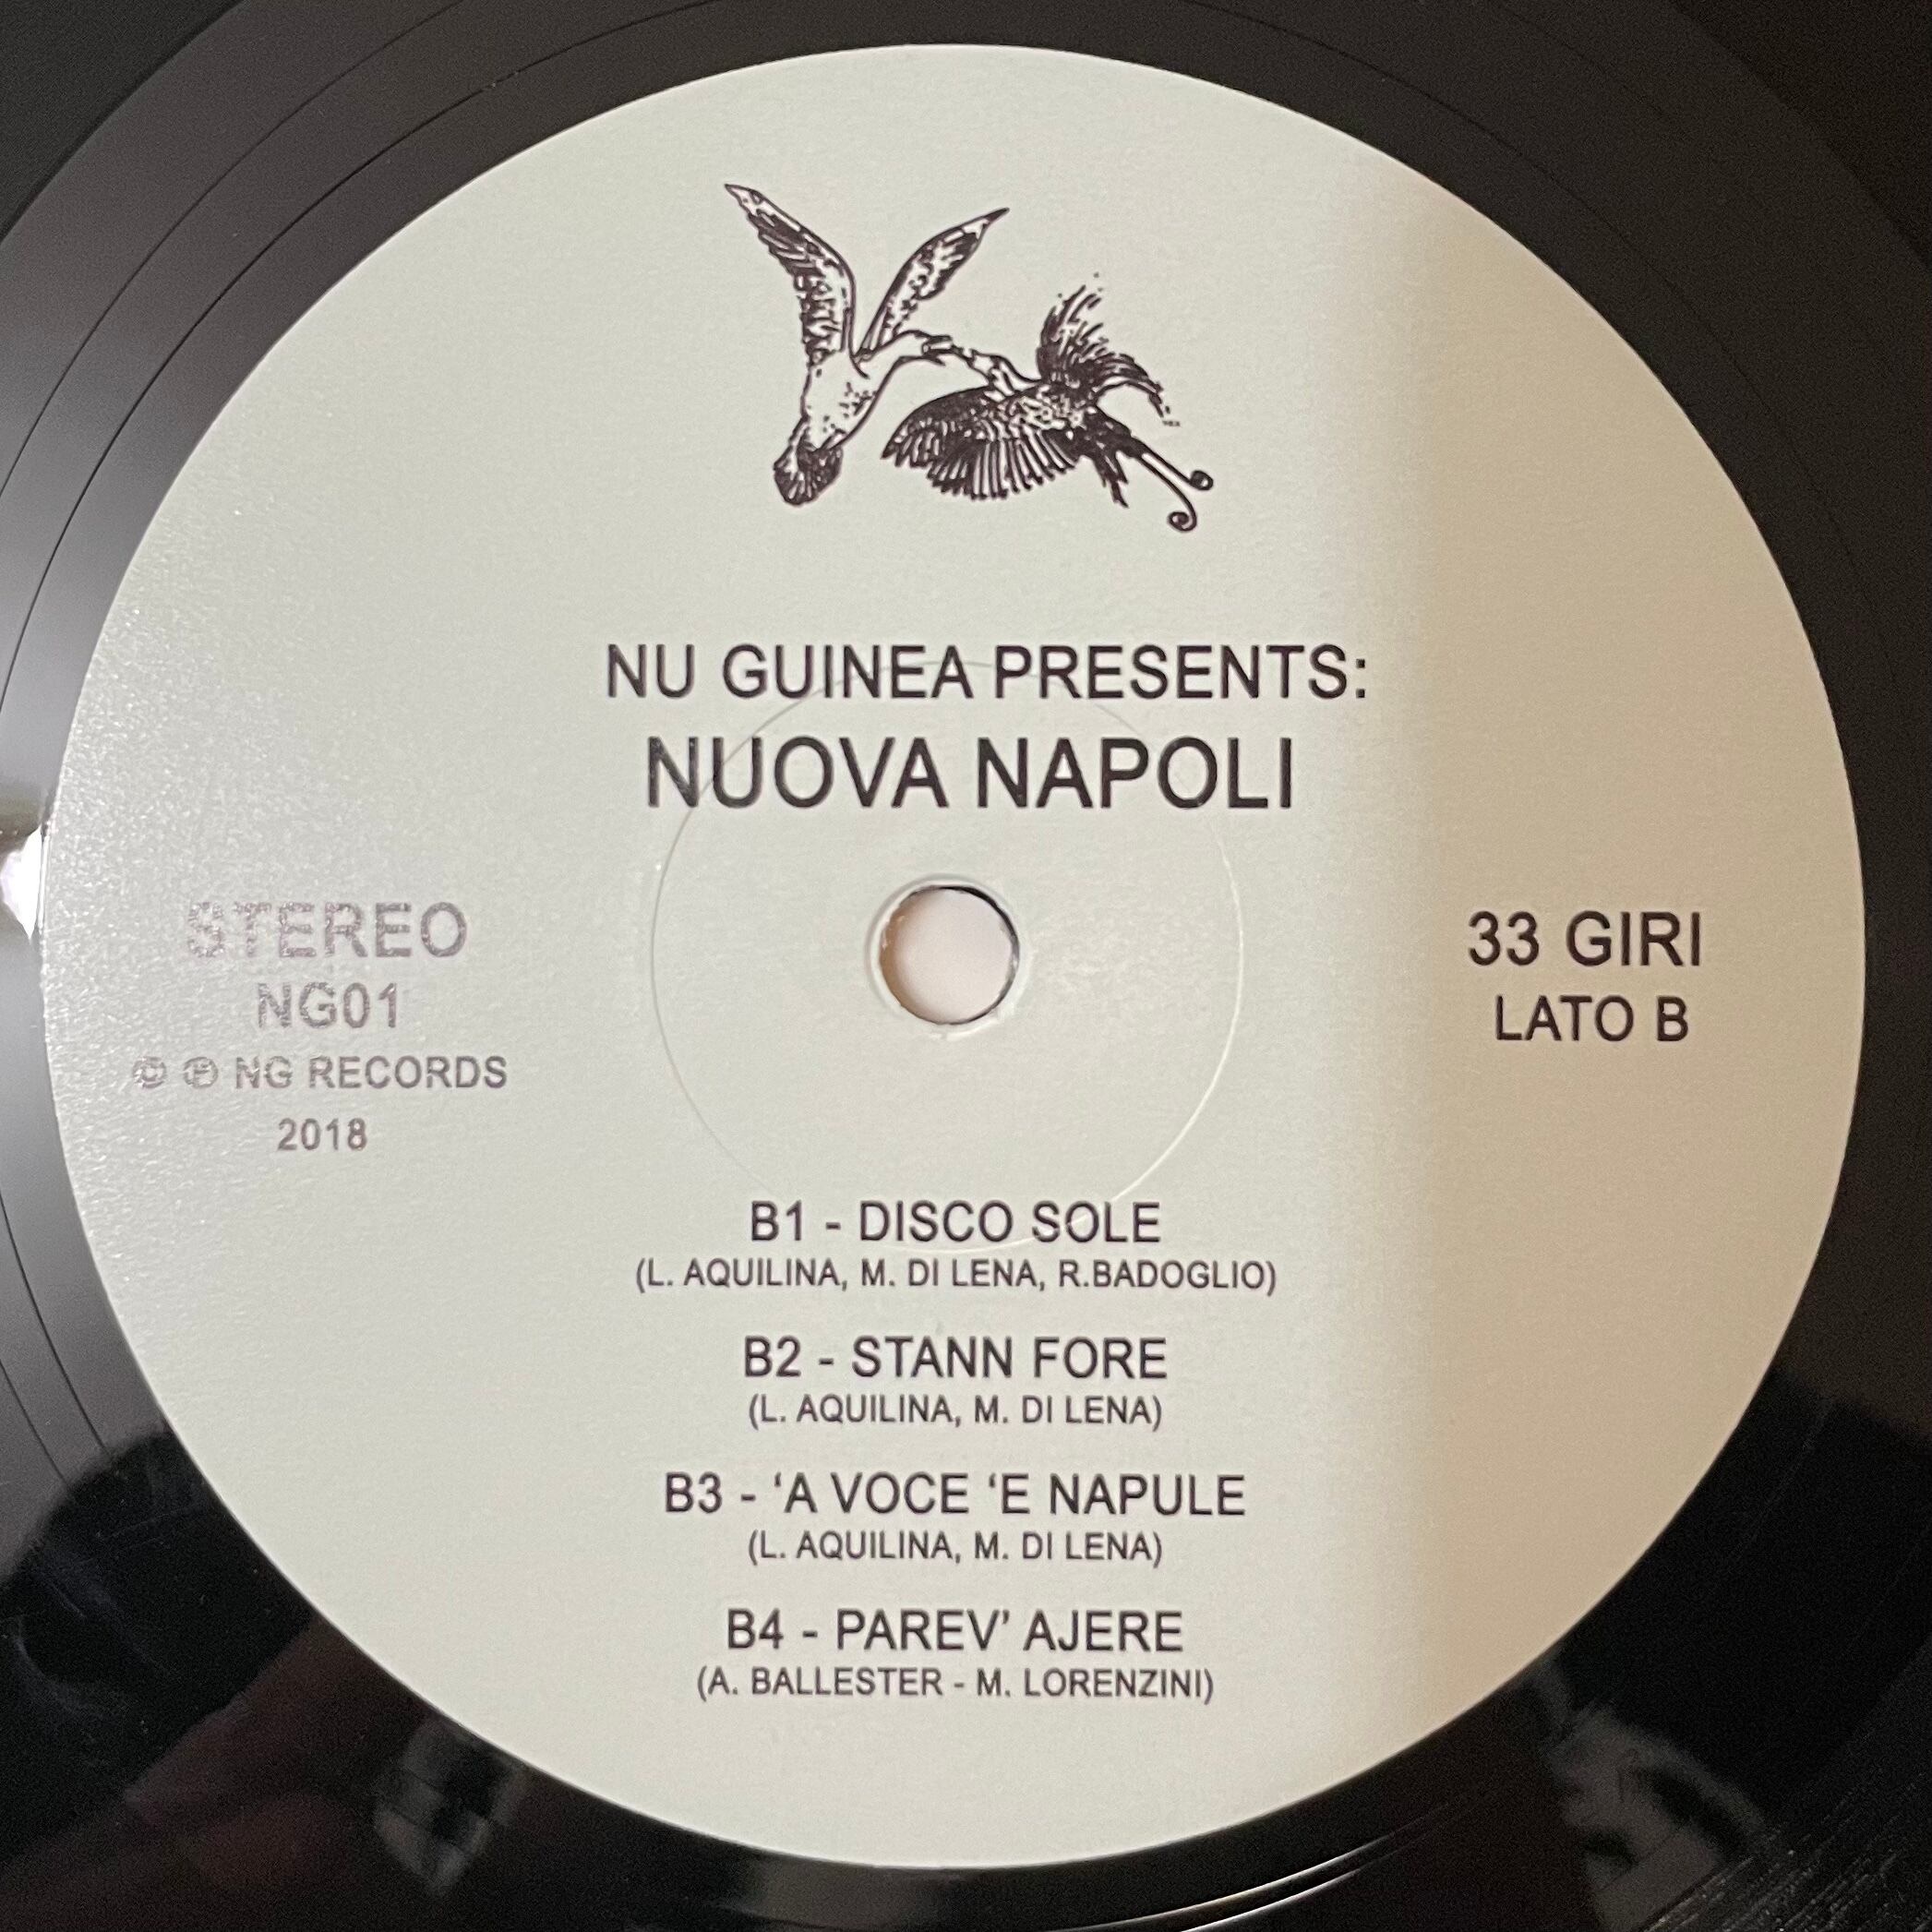 NU GUINEA PRESENTS:
NUOVA NAPOLI
STEREO
NG01
© ℗ NG RECORDS
2018
33 GIRI
LATO B
B1 - DISCO SOLE
(L. AQUILINA, M. DI LENA, R.BADOGLIO)
B2 - STANN FORE
(L. AQUILINA, M. DI LENA)
B3 - ‘A VOCE ‘E NAPULE
(L. AQUILINA, M. DI LENA)
B4 - PAREV’ AJERE
(A. BALLESTER - M. LORENZINI)